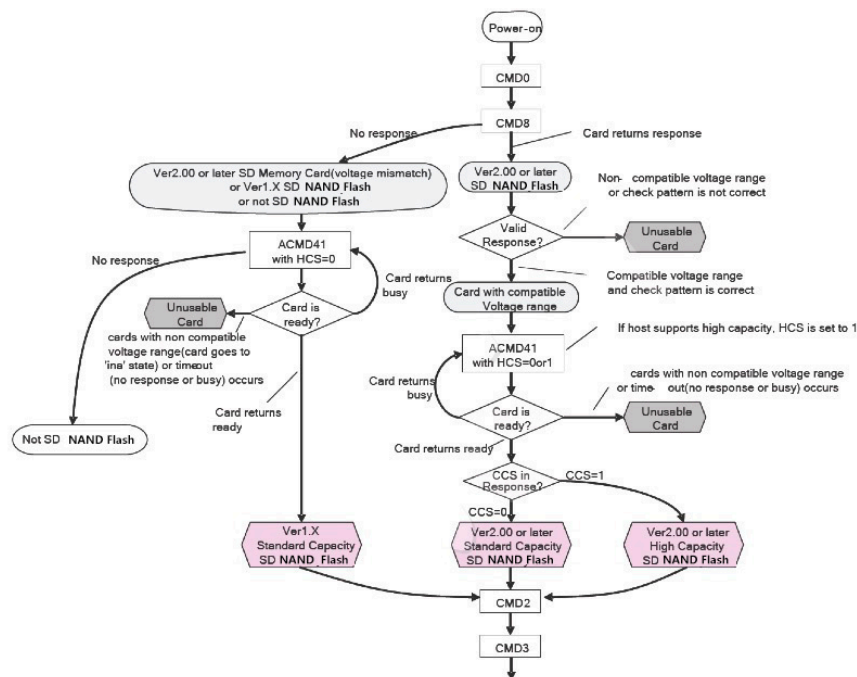 Power-on
CMD0
CMD8
No response
Card returns response
Ver2.00 or later SD Memory Card(voltage mismatch)
or Ver1.X SD NAND Flash
or not SD NAND Flash
Ver2.00 or later
SD NAND Flash
Non- compatible voltage range
or check pattern is not correct
Valid
Response?
Unusable
Card
ACMD41
with HCS=0
No response
Card returns
busy
Compatible voltage range
and check pattern is correct
Card with compatible
Voltage range
Unusable
Card
Card is
ready?
cards with non compatible
voltage range(card goes to
'ina' state) or timeout
(no response or busy) occurs
If host supports high capacity, HCS is set to 1
ACMD41
with HCS=0or1
Card returns
busy
cards with non compatible voltage range
or time- out(no response or busy) occurs
Card returns
ready
Card is
ready?
Unusable
Card
Not SD NAND Flash
Card returns ready
CCS in
Response?
CCS=1
CCS=0
Ver1.X
Standard Capacity
SD NAND Flash
Ver2.00 or later
Standard Capacity
SD NAND Flash
Ver2.00 or later
High Capacity
SD NAND Flash
CMD2
CMD3